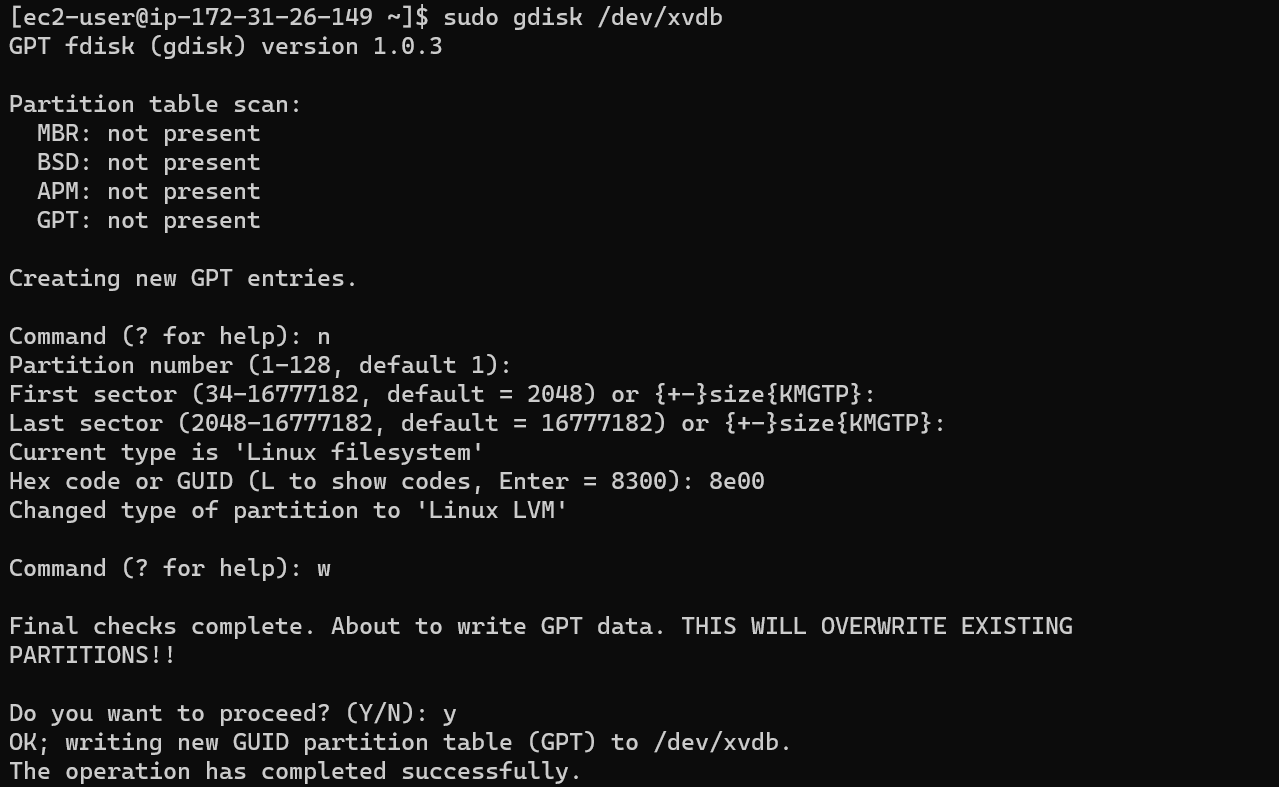 [ec2-user@ip-172-31-26-149 ~]$ sudo gdisk /dev/xvdb
GPT fdisk (gdisk) version 1.0.3

Partition table scan:
  MBR: not present
  BSD: not present
  APM: not present
  GPT: not present

Creating new GPT entries.

Command (? for help): n
Partition number (1-128, default 1):
First sector (34-16777182, default = 2048) or {+-}size{KMGTP}:
Last sector (2048-16777182, default = 16777182) or {+-}size{KMGTP}:
Current type is 'Linux filesystem'
Hex code or GUID (L to show codes, Enter = 8300): 8e00
Changed type of partition to 'Linux LVM'

Command (? for help): w

Final checks complete. About to write GPT data. THIS WILL OVERWRITE EXISTING
PARTITIONS!!

Do you want to proceed? (Y/N): y
OK; writing new GUID partition table (GPT) to /dev/xvdb.
The operation has completed successfully.